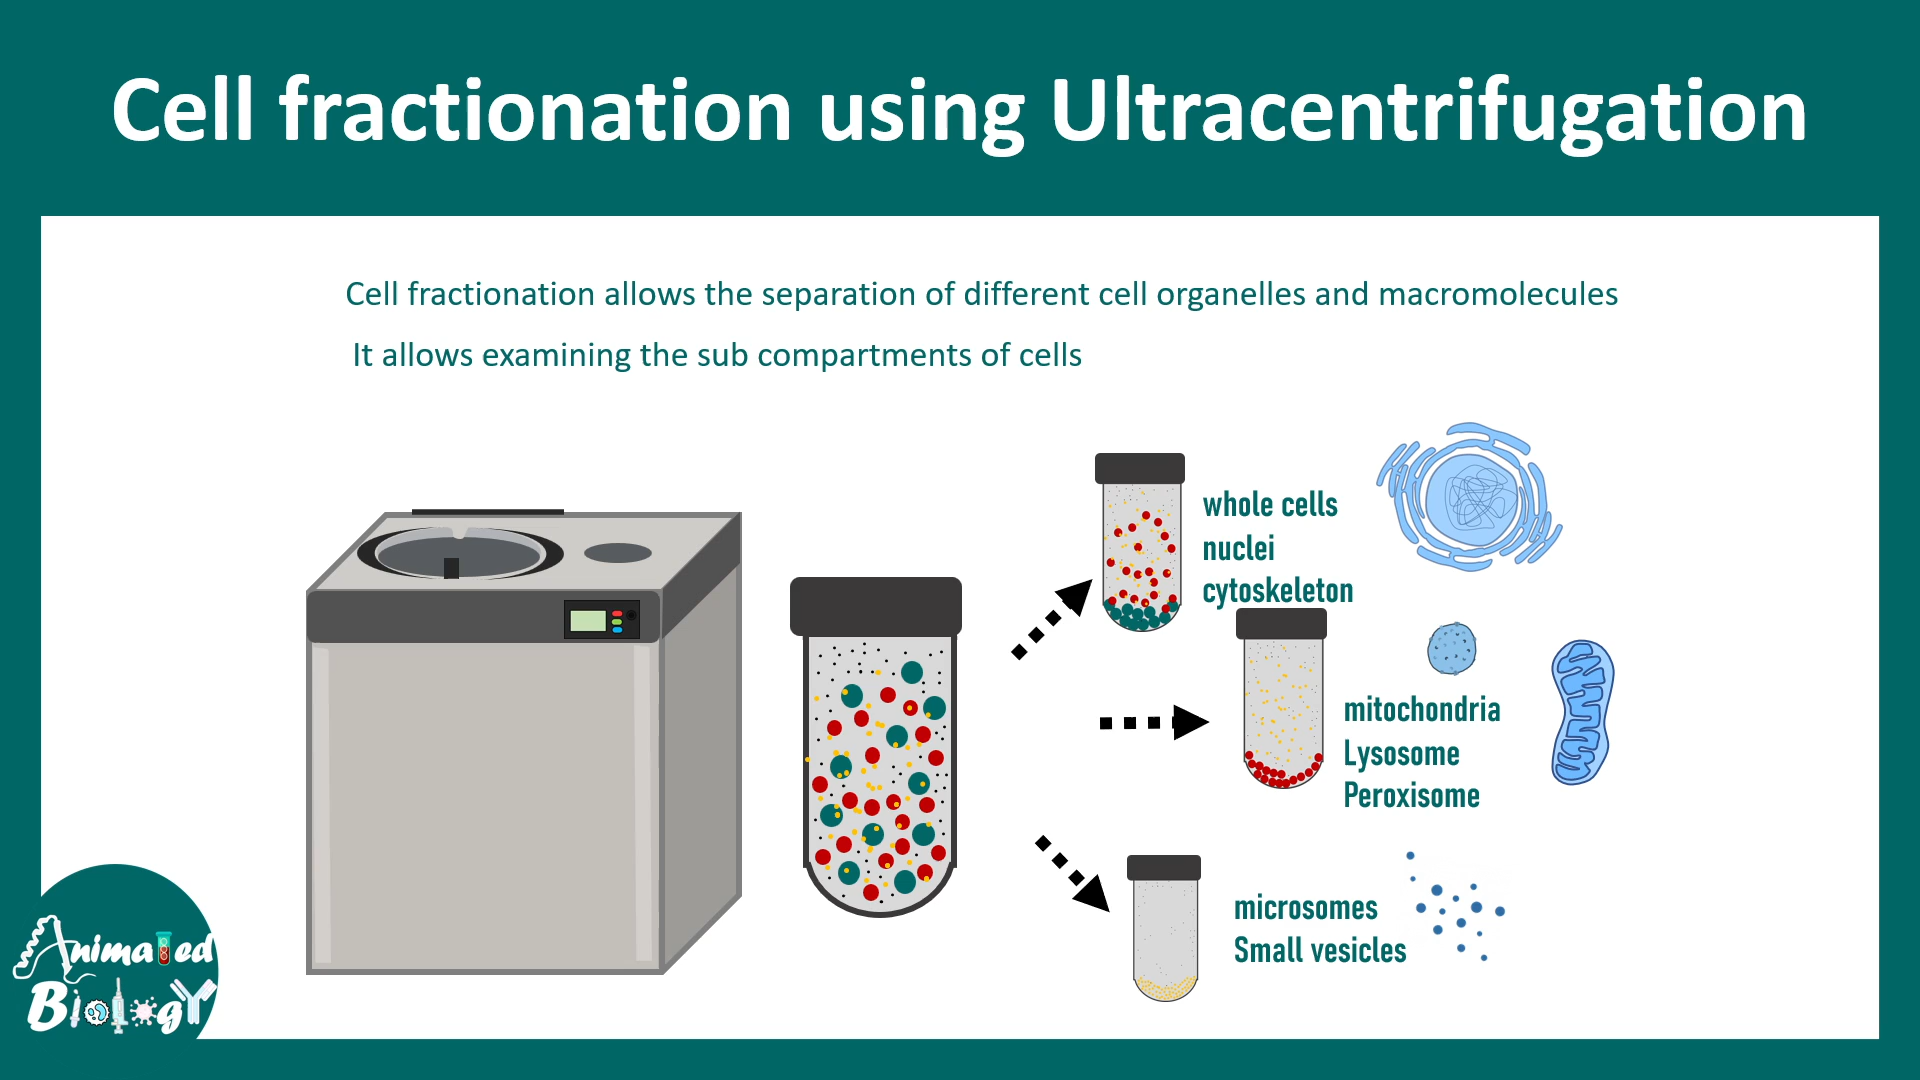 Cell fractionation using Ultracentrifugation
Cell fractionation allows the separation of different cell organelles and macromolecules
It allows examining the sub compartments of cells
whole cells
nuclei
cytoskeleton
mitochondria
Lysosome
Peroxisome
microsomes
Small vesicles
Animated
Biology